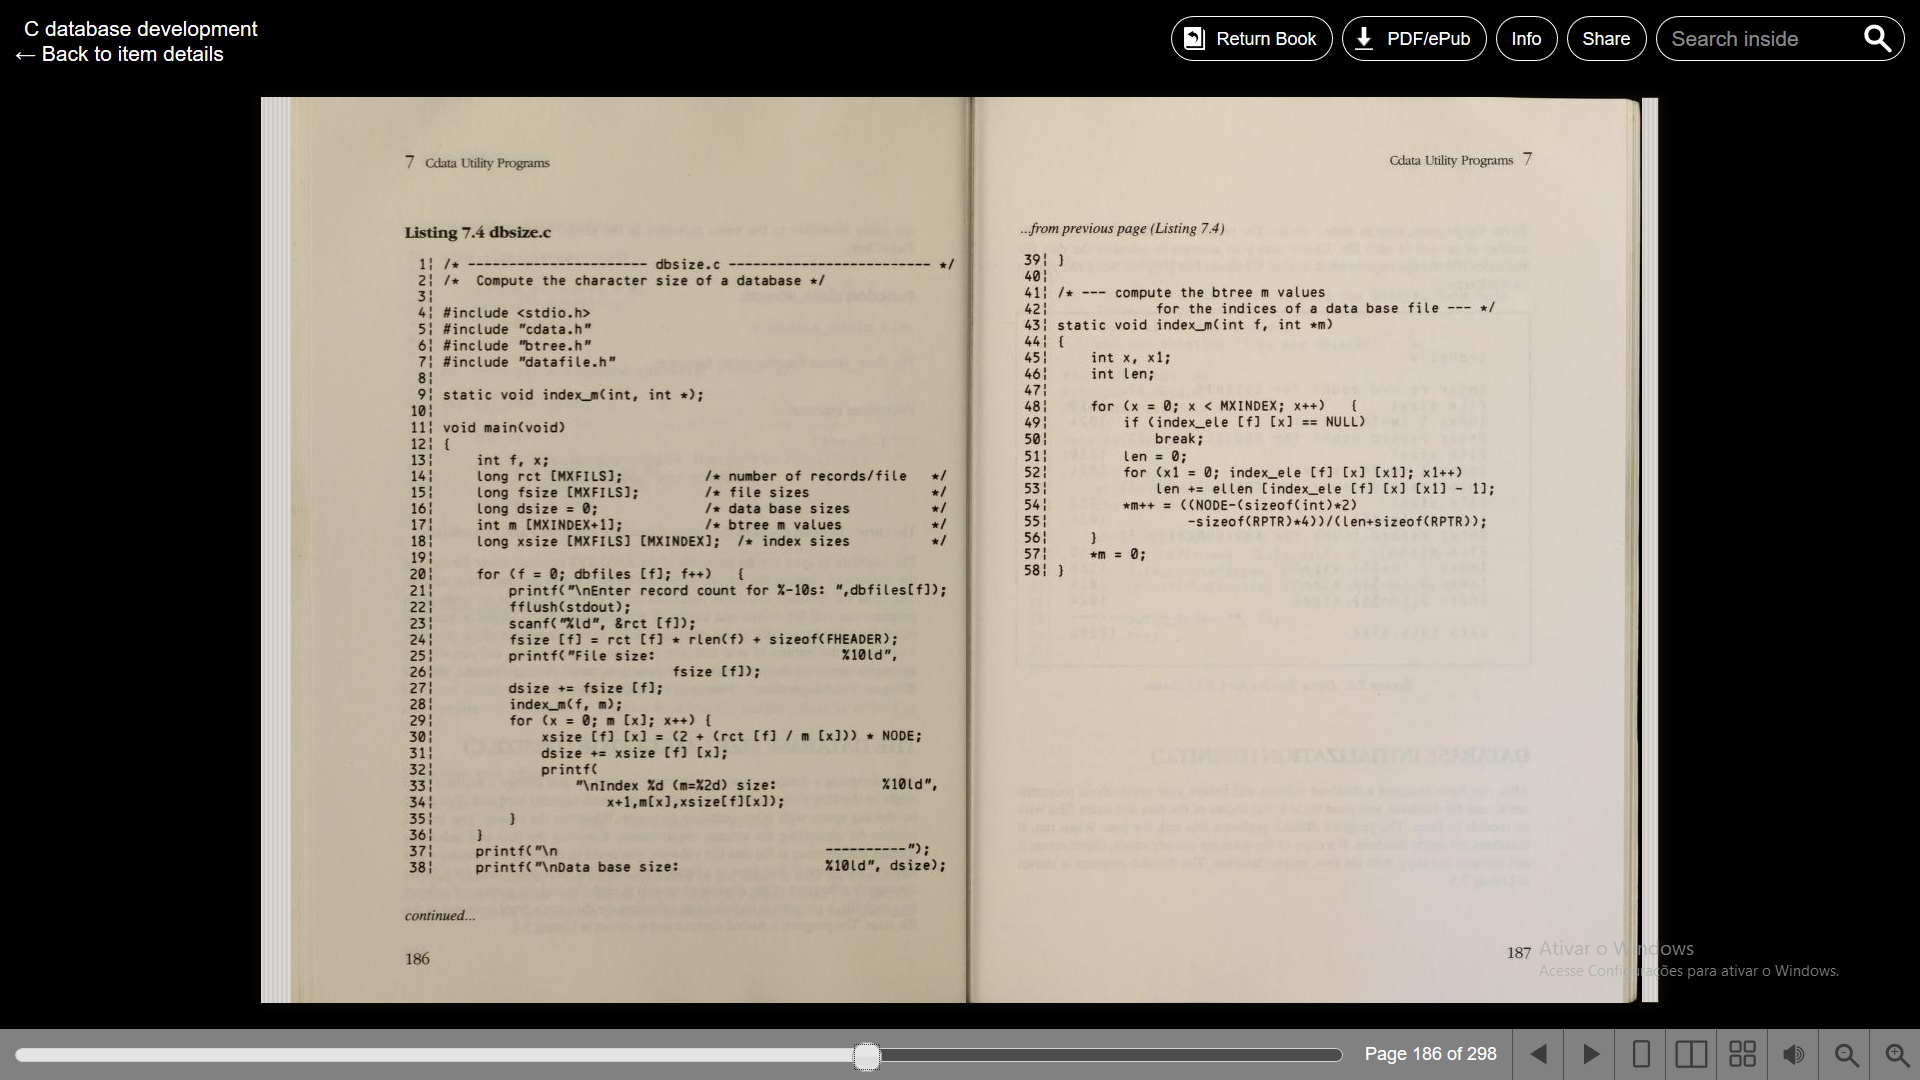 C database development
← Back to item details
Return Book
PDF/ePub
Info
Share
Search inside
7 Cdata Utility Programs
Listing 7.4 dbsize.c
1¦ /* ---------------------- dbsize.c ------------------------- */
2¦ /*  Compute the character size of a database */
3¦
4¦ #include <stdio.h>
5¦ #include "cdata.h"
6¦ #include "btree.h"
7¦ #include "datafile.h"
8¦
9¦ static void index_m(int, int *);
10¦
11¦ void main(void)
12¦ {
13¦     int f, x;
14¦     long rct [MXFILS];          /* number of records/file   */
15¦     long fsize [MXFILS];        /* file sizes               */
16¦     long dsize = 0;             /* data base sizes          */
17¦     int m [MXINDEX+1];          /* btree m values           */
18¦     long xsize [MXFILS] [MXINDEX];  /* index sizes          */
19¦
20¦     for (f = 0; dbfiles [f]; f++)   {
21¦         printf("\nEnter record count for %-10s: ",dbfiles[f]);
22¦         fflush(stdout);
23¦         scanf("%ld", &rct [f]);
24¦         fsize [f] = rct [f] * rlen(f) + sizeof(FHEADER);
25¦         printf("File size:                       %10ld",
26¦                             fsize [f]);
27¦         dsize += fsize [f];
28¦         index_m(f, m);
29¦         for (x = 0; m [x]; x++) {
30¦             xsize [f] [x] = (2 + (rct [f] / m [x])) * NODE;
31¦             dsize += xsize [f] [x];
32¦             printf(
33¦                 "\nIndex %d (m=%2d) size:             %10ld",
34¦                     x+1,m[x],xsize[f][x]);
35¦         }
36¦     }
37¦     printf("\n                                 ----------");
38¦     printf("\nData base size:                  %10ld", dsize);
continued...
186
Cdata Utility Programs 7
...from previous page (Listing 7.4)
39¦ }
40¦
41¦ /* --- compute the btree m values
42¦             for the indices of a data base file --- */
43¦ static void index_m(int f, int *m)
44¦ {
45¦     int x, x1;
46¦     int len;
47¦
48¦     for (x = 0; x < MXINDEX; x++)   {
49¦         if (index_ele [f] [x] == NULL)
50¦             break;
51¦         len = 0;
52¦         for (x1 = 0; index_ele [f] [x] [x1]; x1++)
53¦             len += ellen [index_ele [f] [x] [x1] - 1];
54¦         *m++ = ((NODE-(sizeof(int)*2)
55¦                 -sizeof(RPTR)*4))/(len+sizeof(RPTR));
56¦     }
57¦     *m = 0;
58¦ }
187
Ativar o Windows
Acesse Configurações para ativar o Windows.
Page 186 of 298